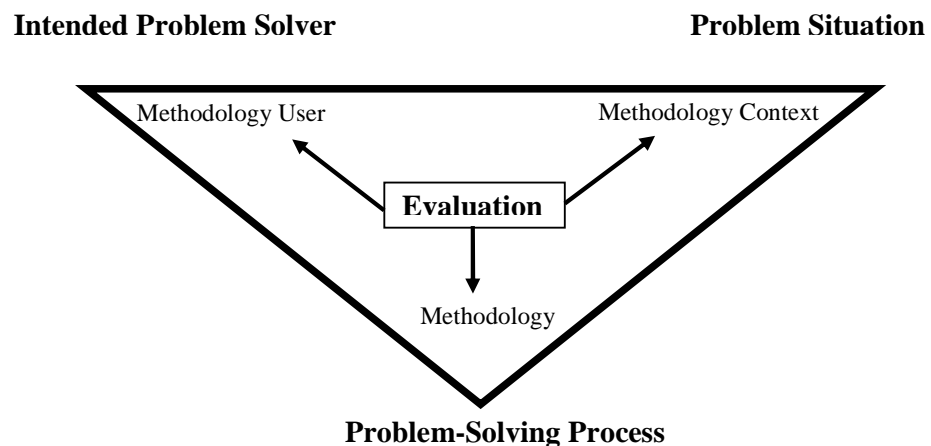 Intended Problem Solver
Problem Situation
Methodology User
Methodology Context
Evaluation
Methodology
Problem-Solving Process